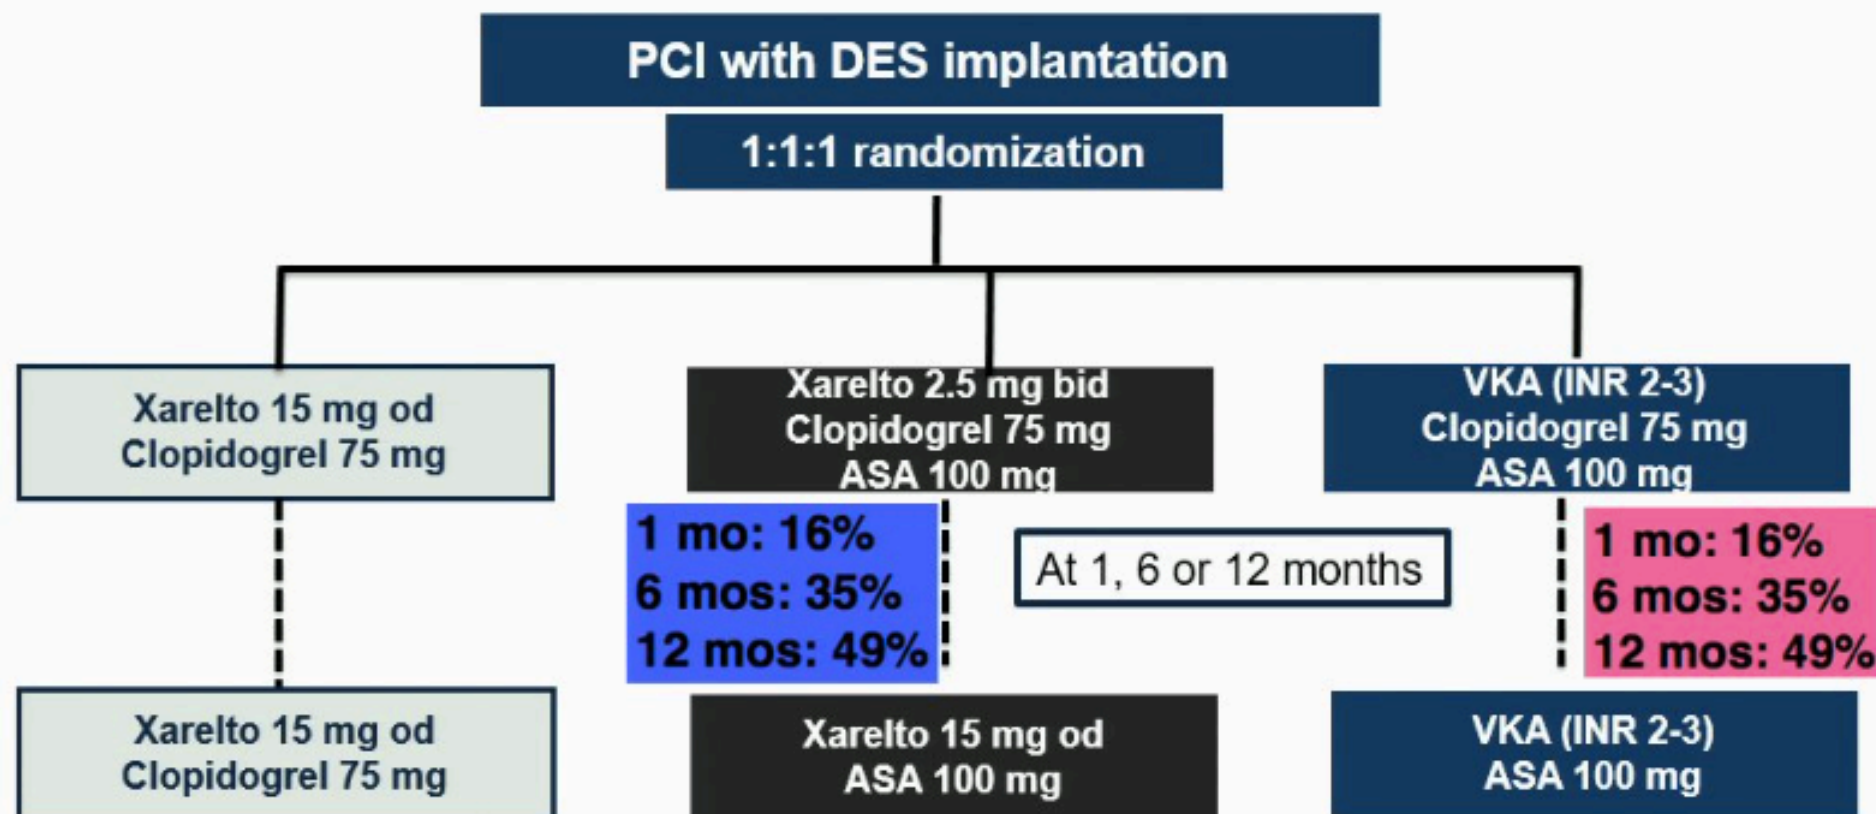 PCI with DES implantation
1:1:1 randomization
Xarelto 15 mg od
Clopidogrel 75 mg
Xarelto 2.5 mg bid
Clopidogrel 75 mg
ASA 100 mg
VKA (INR 2-3)
Clopidogrel 75 mg
ASA 100 mg
1 mo: 16%
6 mos: 35%
12 mos: 49%
At 1, 6 or 12 months
1 mo: 16%
6 mos: 35%
12 mos: 49%
Xarelto 15 mg od
Clopidogrel 75 mg
Xarelto 15 mg od
ASA 100 mg
VKA (INR 2-3)
ASA 100 mg